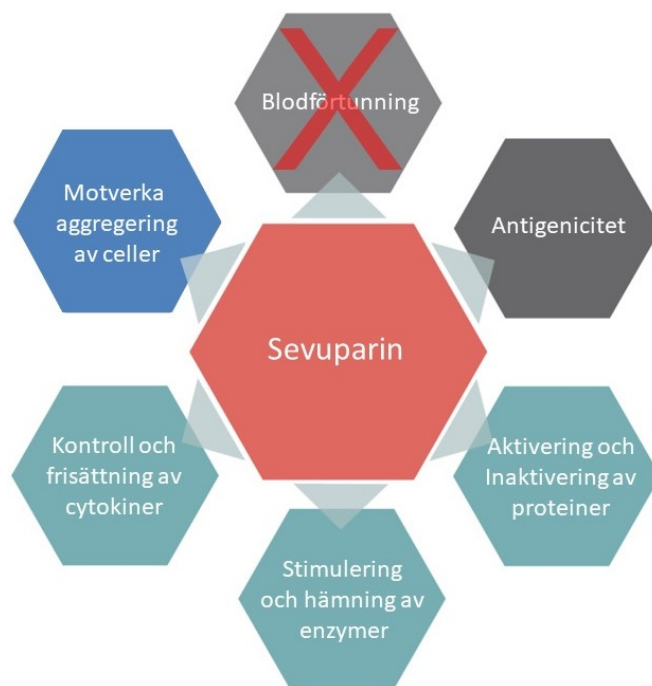 Blodförtunning
Motverka
aggregering
av celler
Antigenicitet
Sevuparin
Kontroll och
frisättning av
cytokiner
Aktivering och
Inaktivering av
proteiner
Stimulering
och hämning av
enzymer